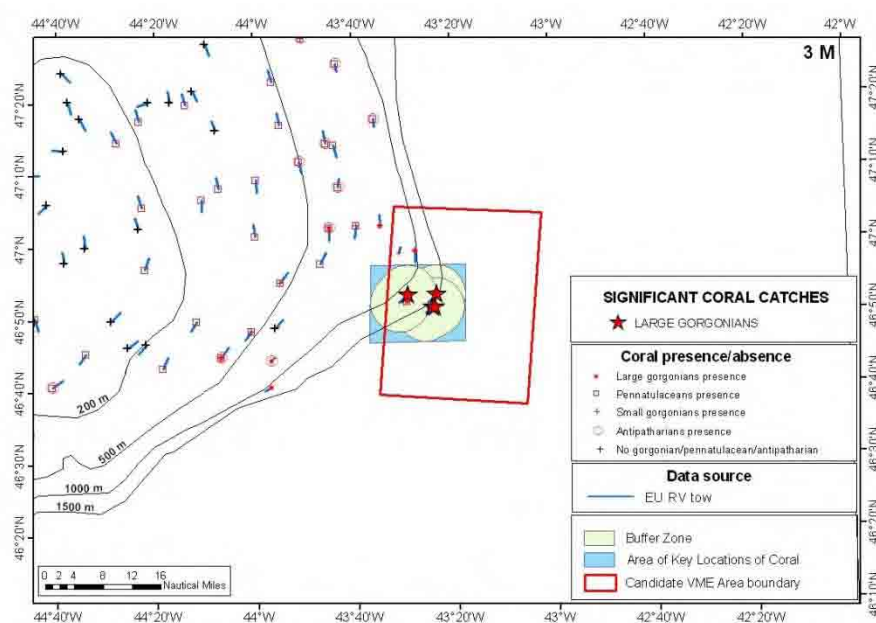 44°40'W
44°20'W
44°W
43°40'W
43°20'W
43°W
42°40'W
42°20'W
3 M
47°20'N
47°10'N
47°N
46°50'N
46°40'N
46°30'N
46°20'N
47°20'N
47°10'N
47°N
46°50'N
46°40'N
46°30'N
46°20'N
46°10'N
200 m
500 m
1000 m
1500 m
SIGNIFICANT CORAL CATCHES
LARGE GORGONIANS
Coral presence/absence
Large gorgonians presence
Pennatulaceans presence
Small gorgonians presence
Antipatharians presence
No gorgonian/pennatulacean/antipatharian
Data source
EU RV tow
Buffer Zone
Area of Key Locations of Coral
Candidate VME Area boundary
0 2 4 8 12 16
Nautical Miles
44°40'W
44°20'W
44°W
43°40'W
43°20'W
43°W
42°40'W
42°20'W